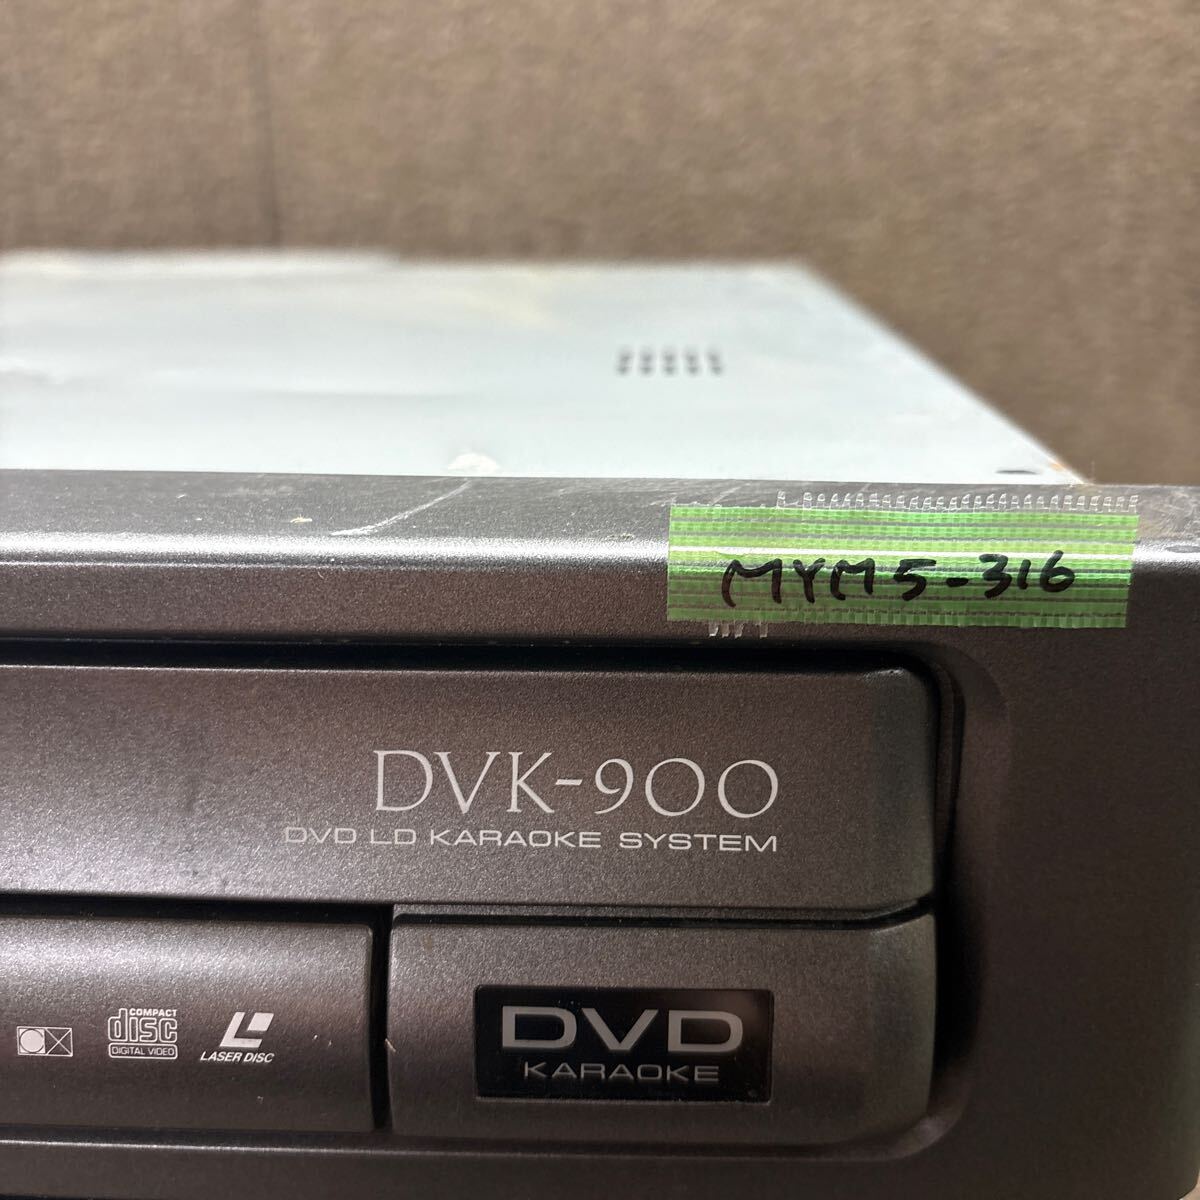 MYM5-316
DVK-900
DVD LD KARAOKE SYSTEM
COMPACT
disc
DIGITAL VIDEO
LASER DISC
DVD
KARAOKE